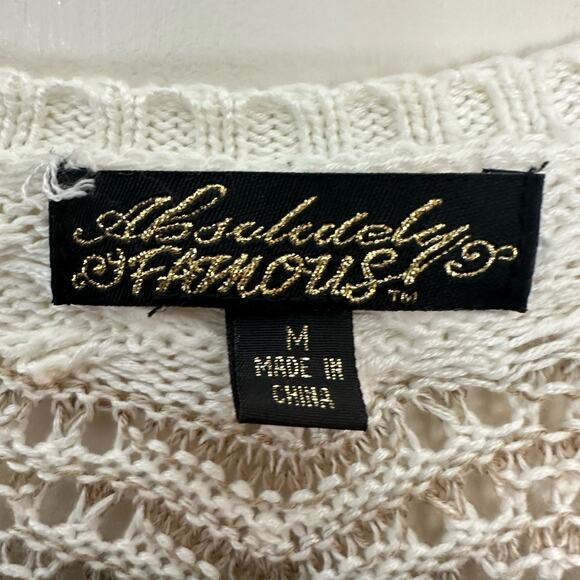 Absolutely
FAMOUS! ™
M
MADE IN
CHINA